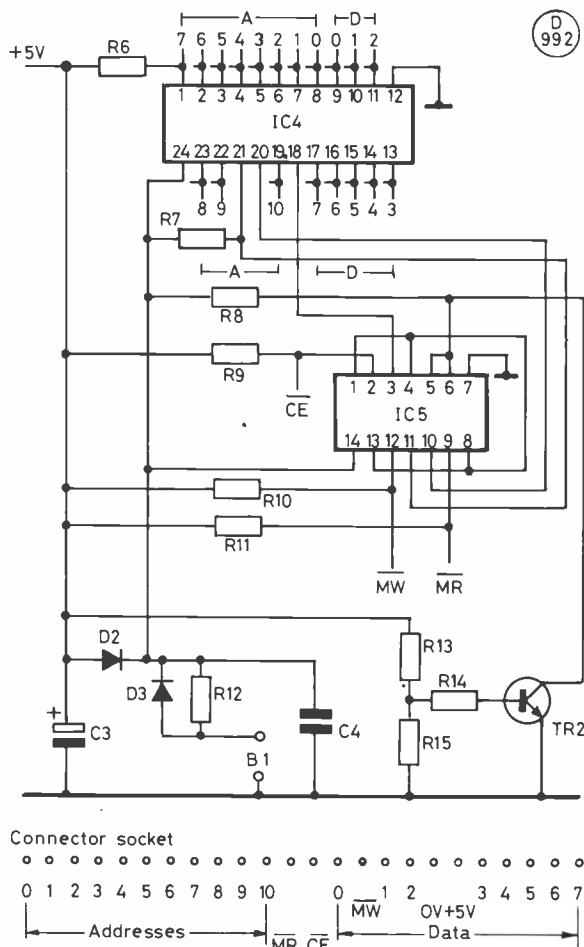 D
992
A
D
7 6 5 4 3 2 1 0 0 1 2
+5V
R6
1 2 3 4 5 6 7 8 9 10 11 12
IC4
24 23 22 21 20 19 18 17 16 15 14 13
8 9 10 7 6 5 4 3
R7
A
D
R8
R9
1 2 3 4 5 6 7
CE
IC5
14 13 12 11 10 9 8
R10
R11
MW MR
D2
R13
D3
R12
R14
+
C3
C4
R15
TR2
B1
Connector socket
0 1 2 3 4 5 6 7 8 9 10 0 MW 1 2 0V+5V 3 4 5 6 7
Addresses MR CE Data